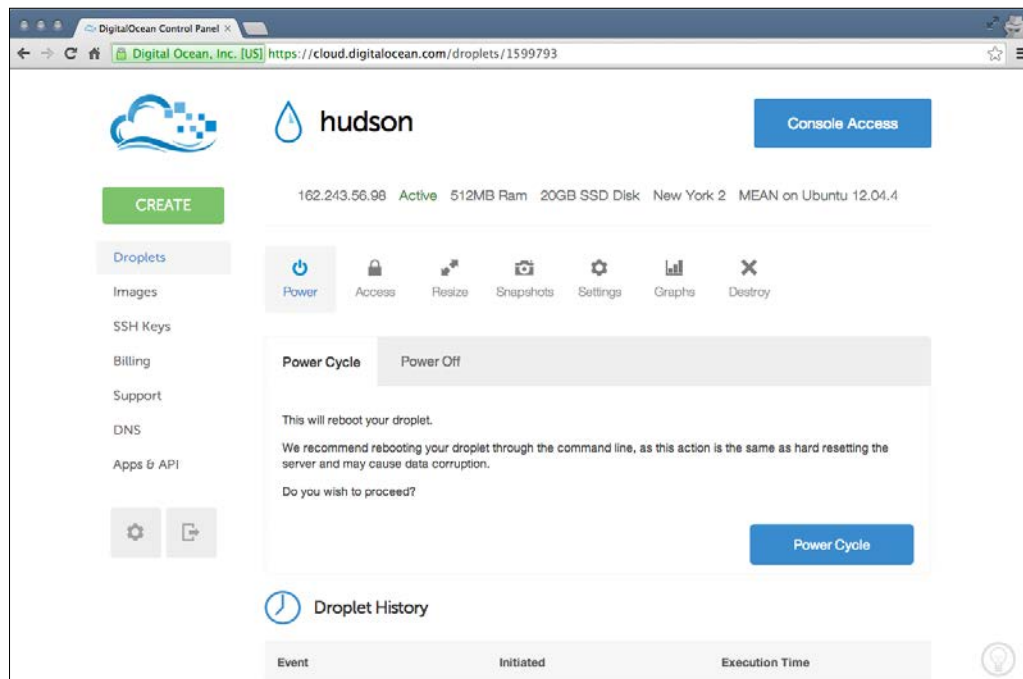 DigitalOcean Control Panel ×
Digital Ocean, Inc. [US] https://cloud.digitalocean.com/droplets/1599793
hudson
Console Access
CREATE
162.243.56.98 Active 512MB Ram 20GB SSD Disk New York 2 MEAN on Ubuntu 12.04.4
Droplets
Images
SSH Keys
Billing
Support
DNS
Apps & API
Power Access Resize Snapshots Settings Graphs Destroy
Power Cycle Power Off
This will reboot your droplet.
We recommend rebooting your droplet through the command line, as this action is the same as hard resetting the
server and may cause data corruption.
Do you wish to proceed?
Power Cycle
Droplet History
Event Initiated Execution Time